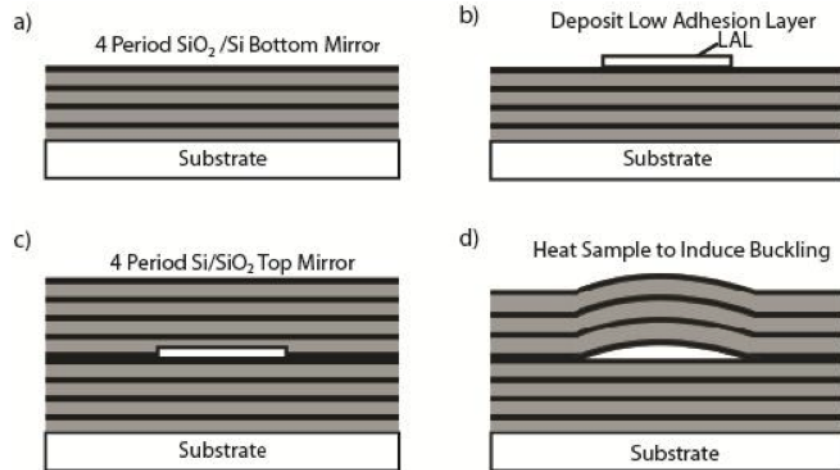 a)
4 Period SiO₂ /Si Bottom Mirror
Substrate
b)
Deposit Low Adhesion Layer
LAL
Substrate
c)
4 Period Si/SiO₂ Top Mirror
Substrate
d)
Heat Sample to Induce Buckling
Substrate